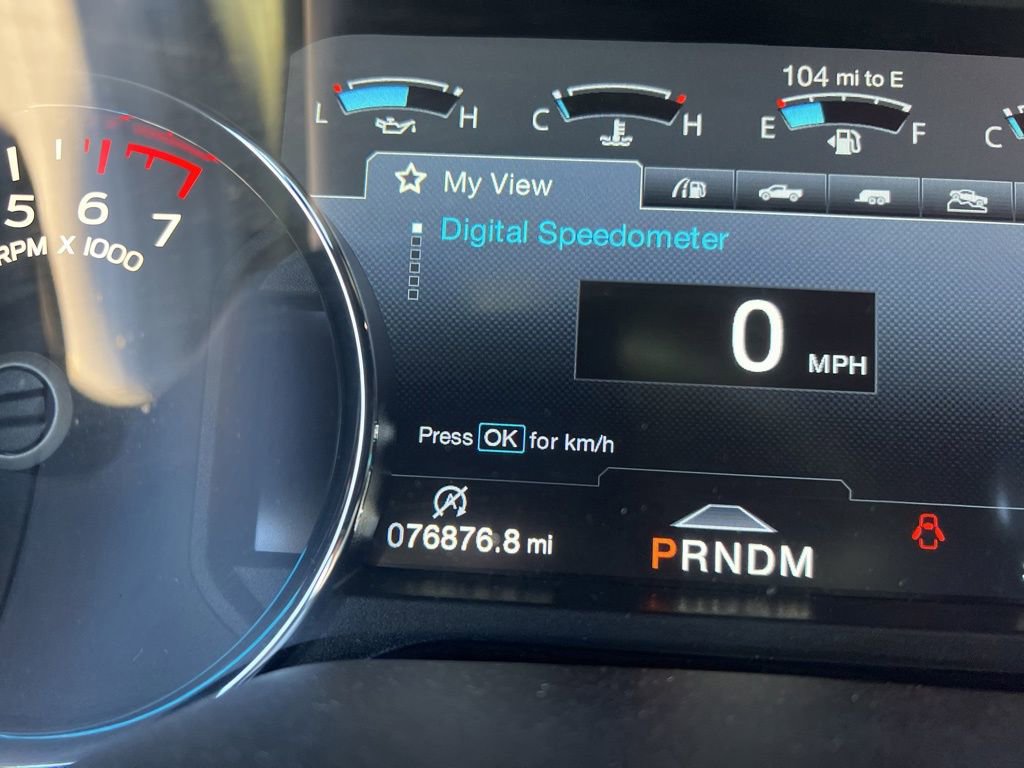 104 mi to E
L H
C H
E F
C
My View
Digital Speedometer
5 6 7
RPM X 1000
0 MPH
Press OK for km/h
A
076876.8 mi
PRNDM